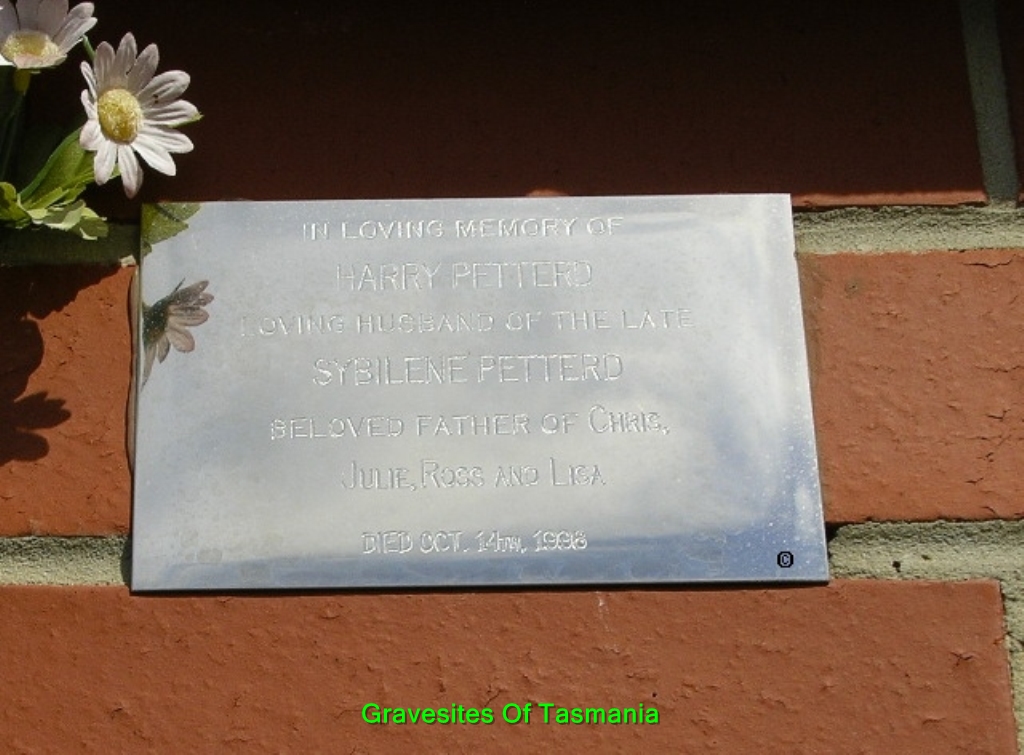 IN LOVING MEMORY OF
HARRY PETTERD
LOVING HUSBAND OF THE LATE
SYBILENE PETTERD
BELOVED FATHER OF CHRIS,
JULIE, ROSS AND LISA
DIED OCT. 14TH, 1998
©
Gravesites Of Tasmania